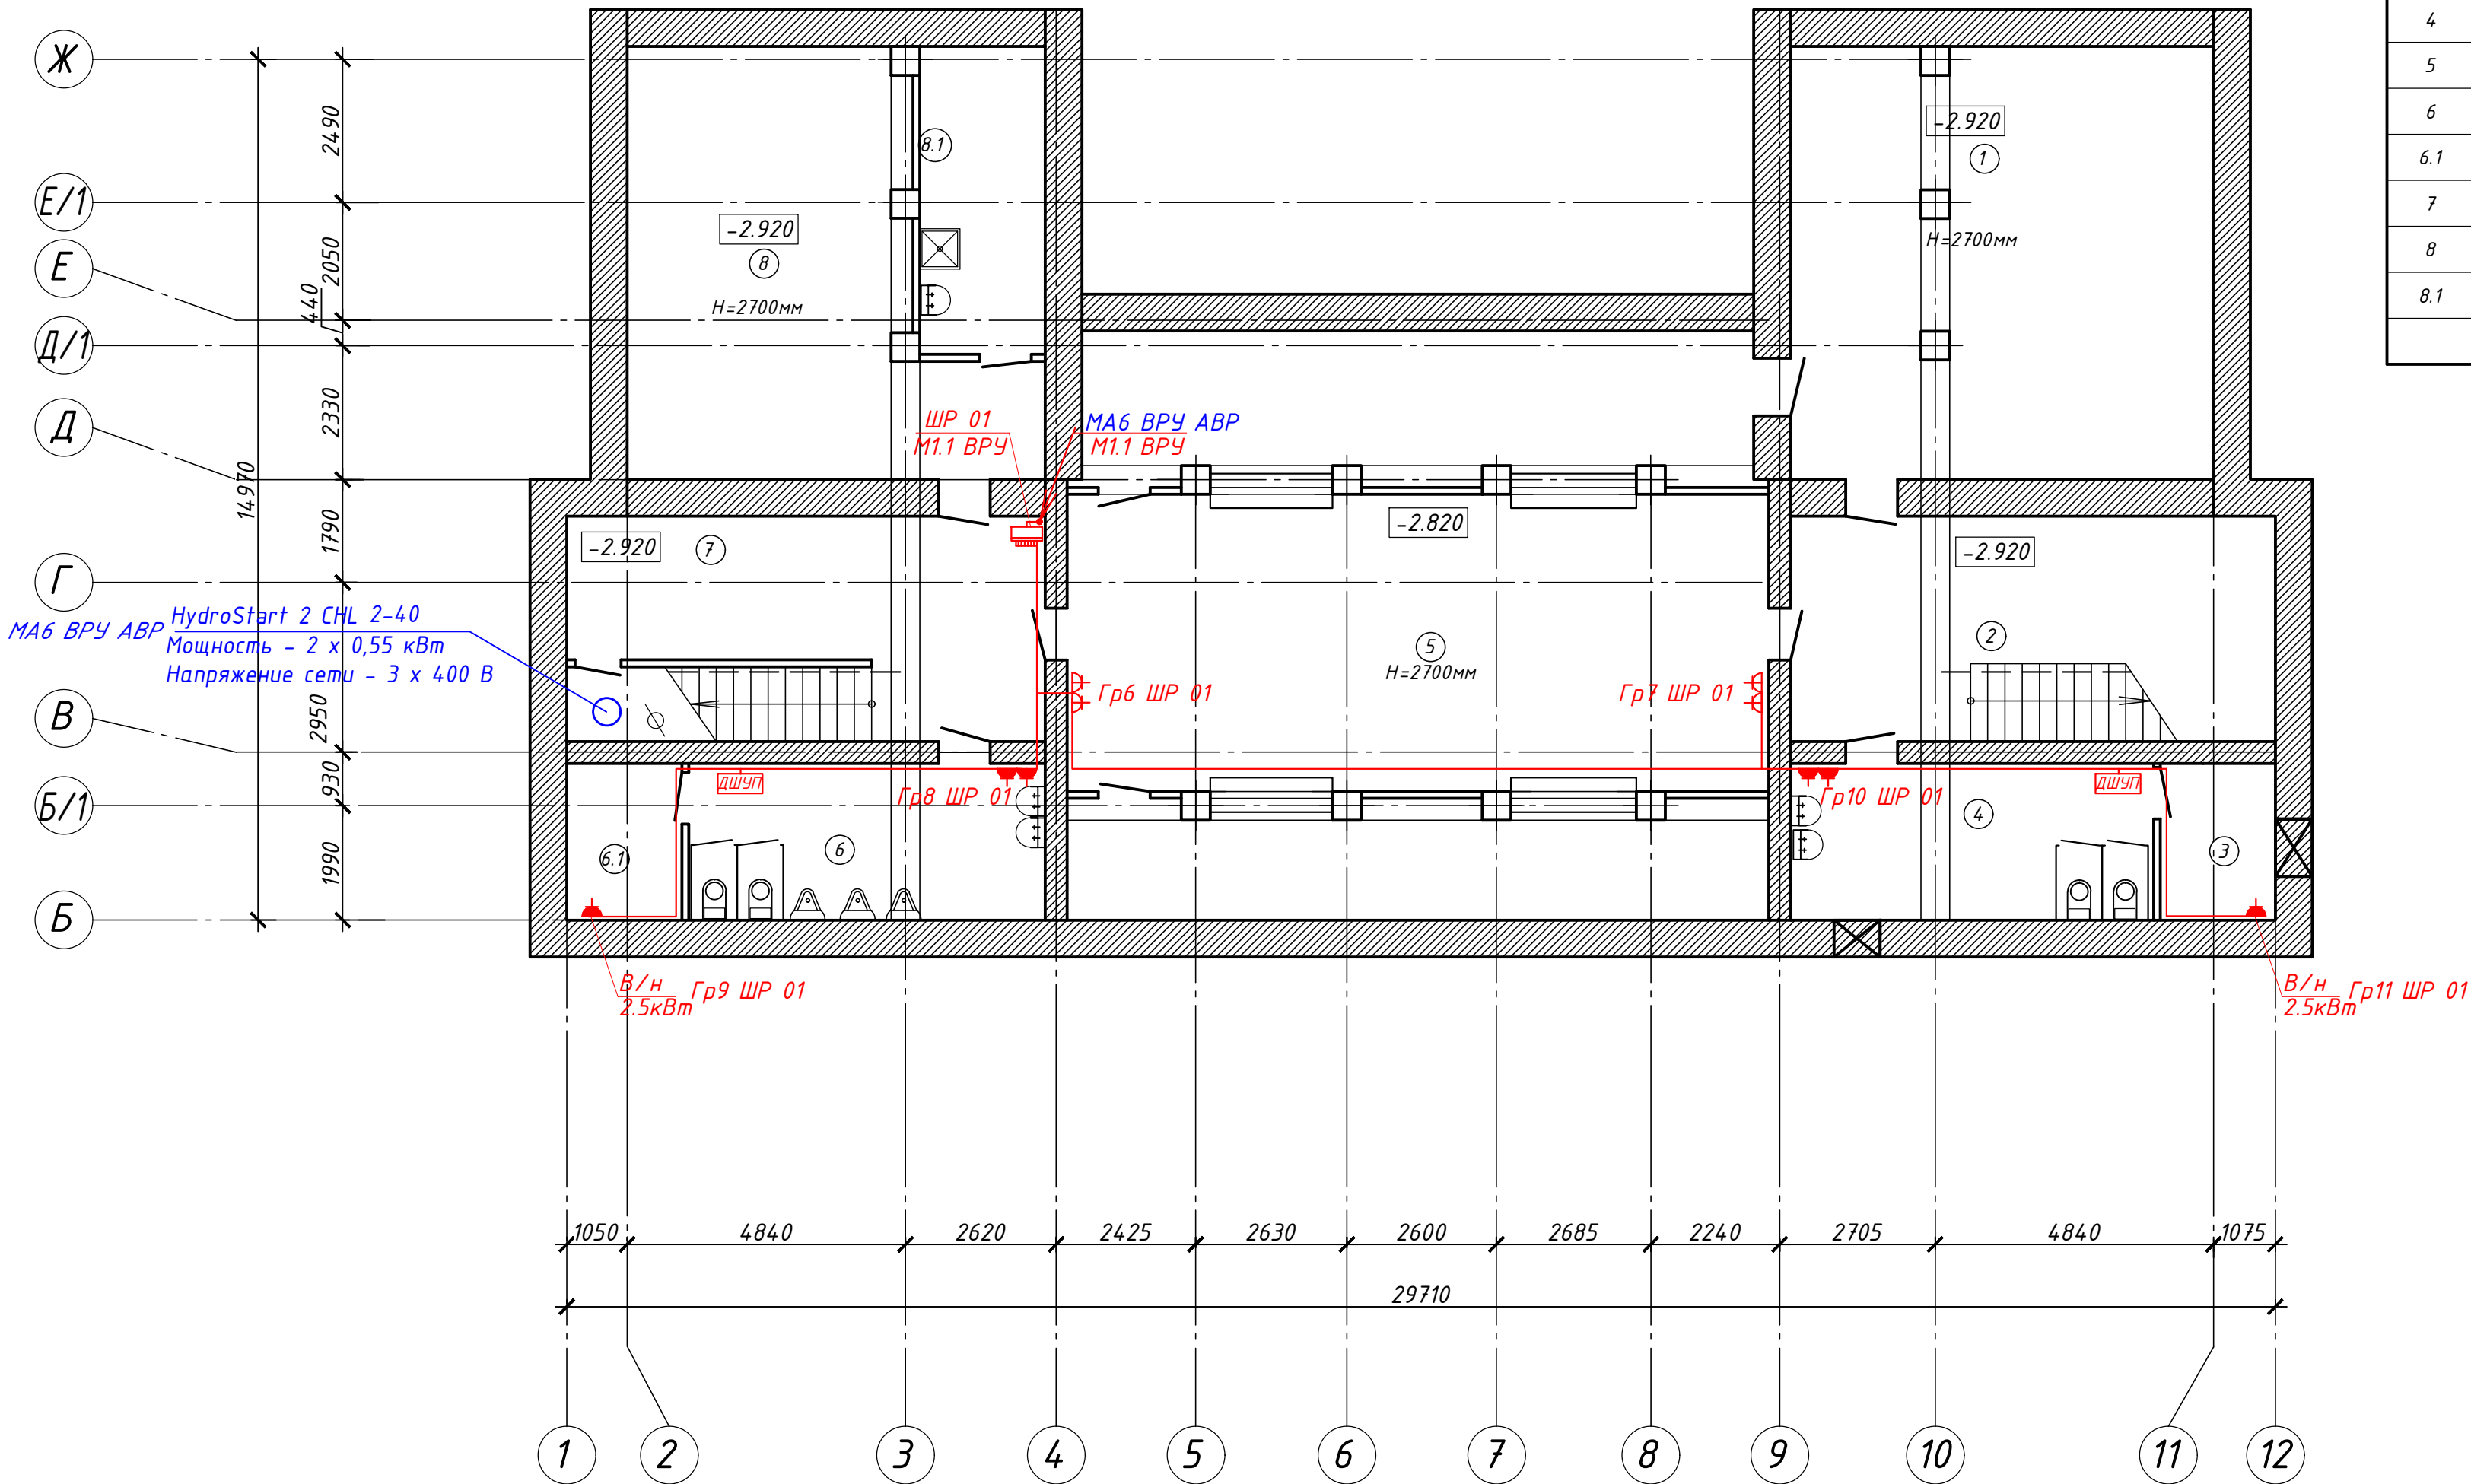 4
5
6
6.1
7
8
8.1
Ж
Е/1
Е
Д/1
Д
Г
В
Б/1
Б
2490
2050
440
2330
14970
1790
2950
930
1990
8.1
-2.920
8
Н=2700мм
-2.920
1
Н=2700мм
ШР 01
М1.1 ВРУ
МА6 ВРУ АВР
М1.1 ВРУ
-2.920
7
-2.820
-2.920
2
5
Н=2700мм
МА6 ВРУ АВР
HydroStart 2 CHL 2-40
Мощность - 2 х 0,55 кВт
Напряжение сети - 3 х 400 В
Гр6 ШР 01
Гр7 ШР 01
ДШУП
Гр8 ШР 01
ДШУП
Гр10 ШР 01
6.1
6
4
3
В/н
2.5кВт
Гр9 ШР 01
В/н
2.5кВт
Гр11 ШР 01
1050
4840
2620
2425
2630
2600
2685
2240
2705
4840
1075
29710
1
2
3
4
5
6
7
8
9
10
11
12